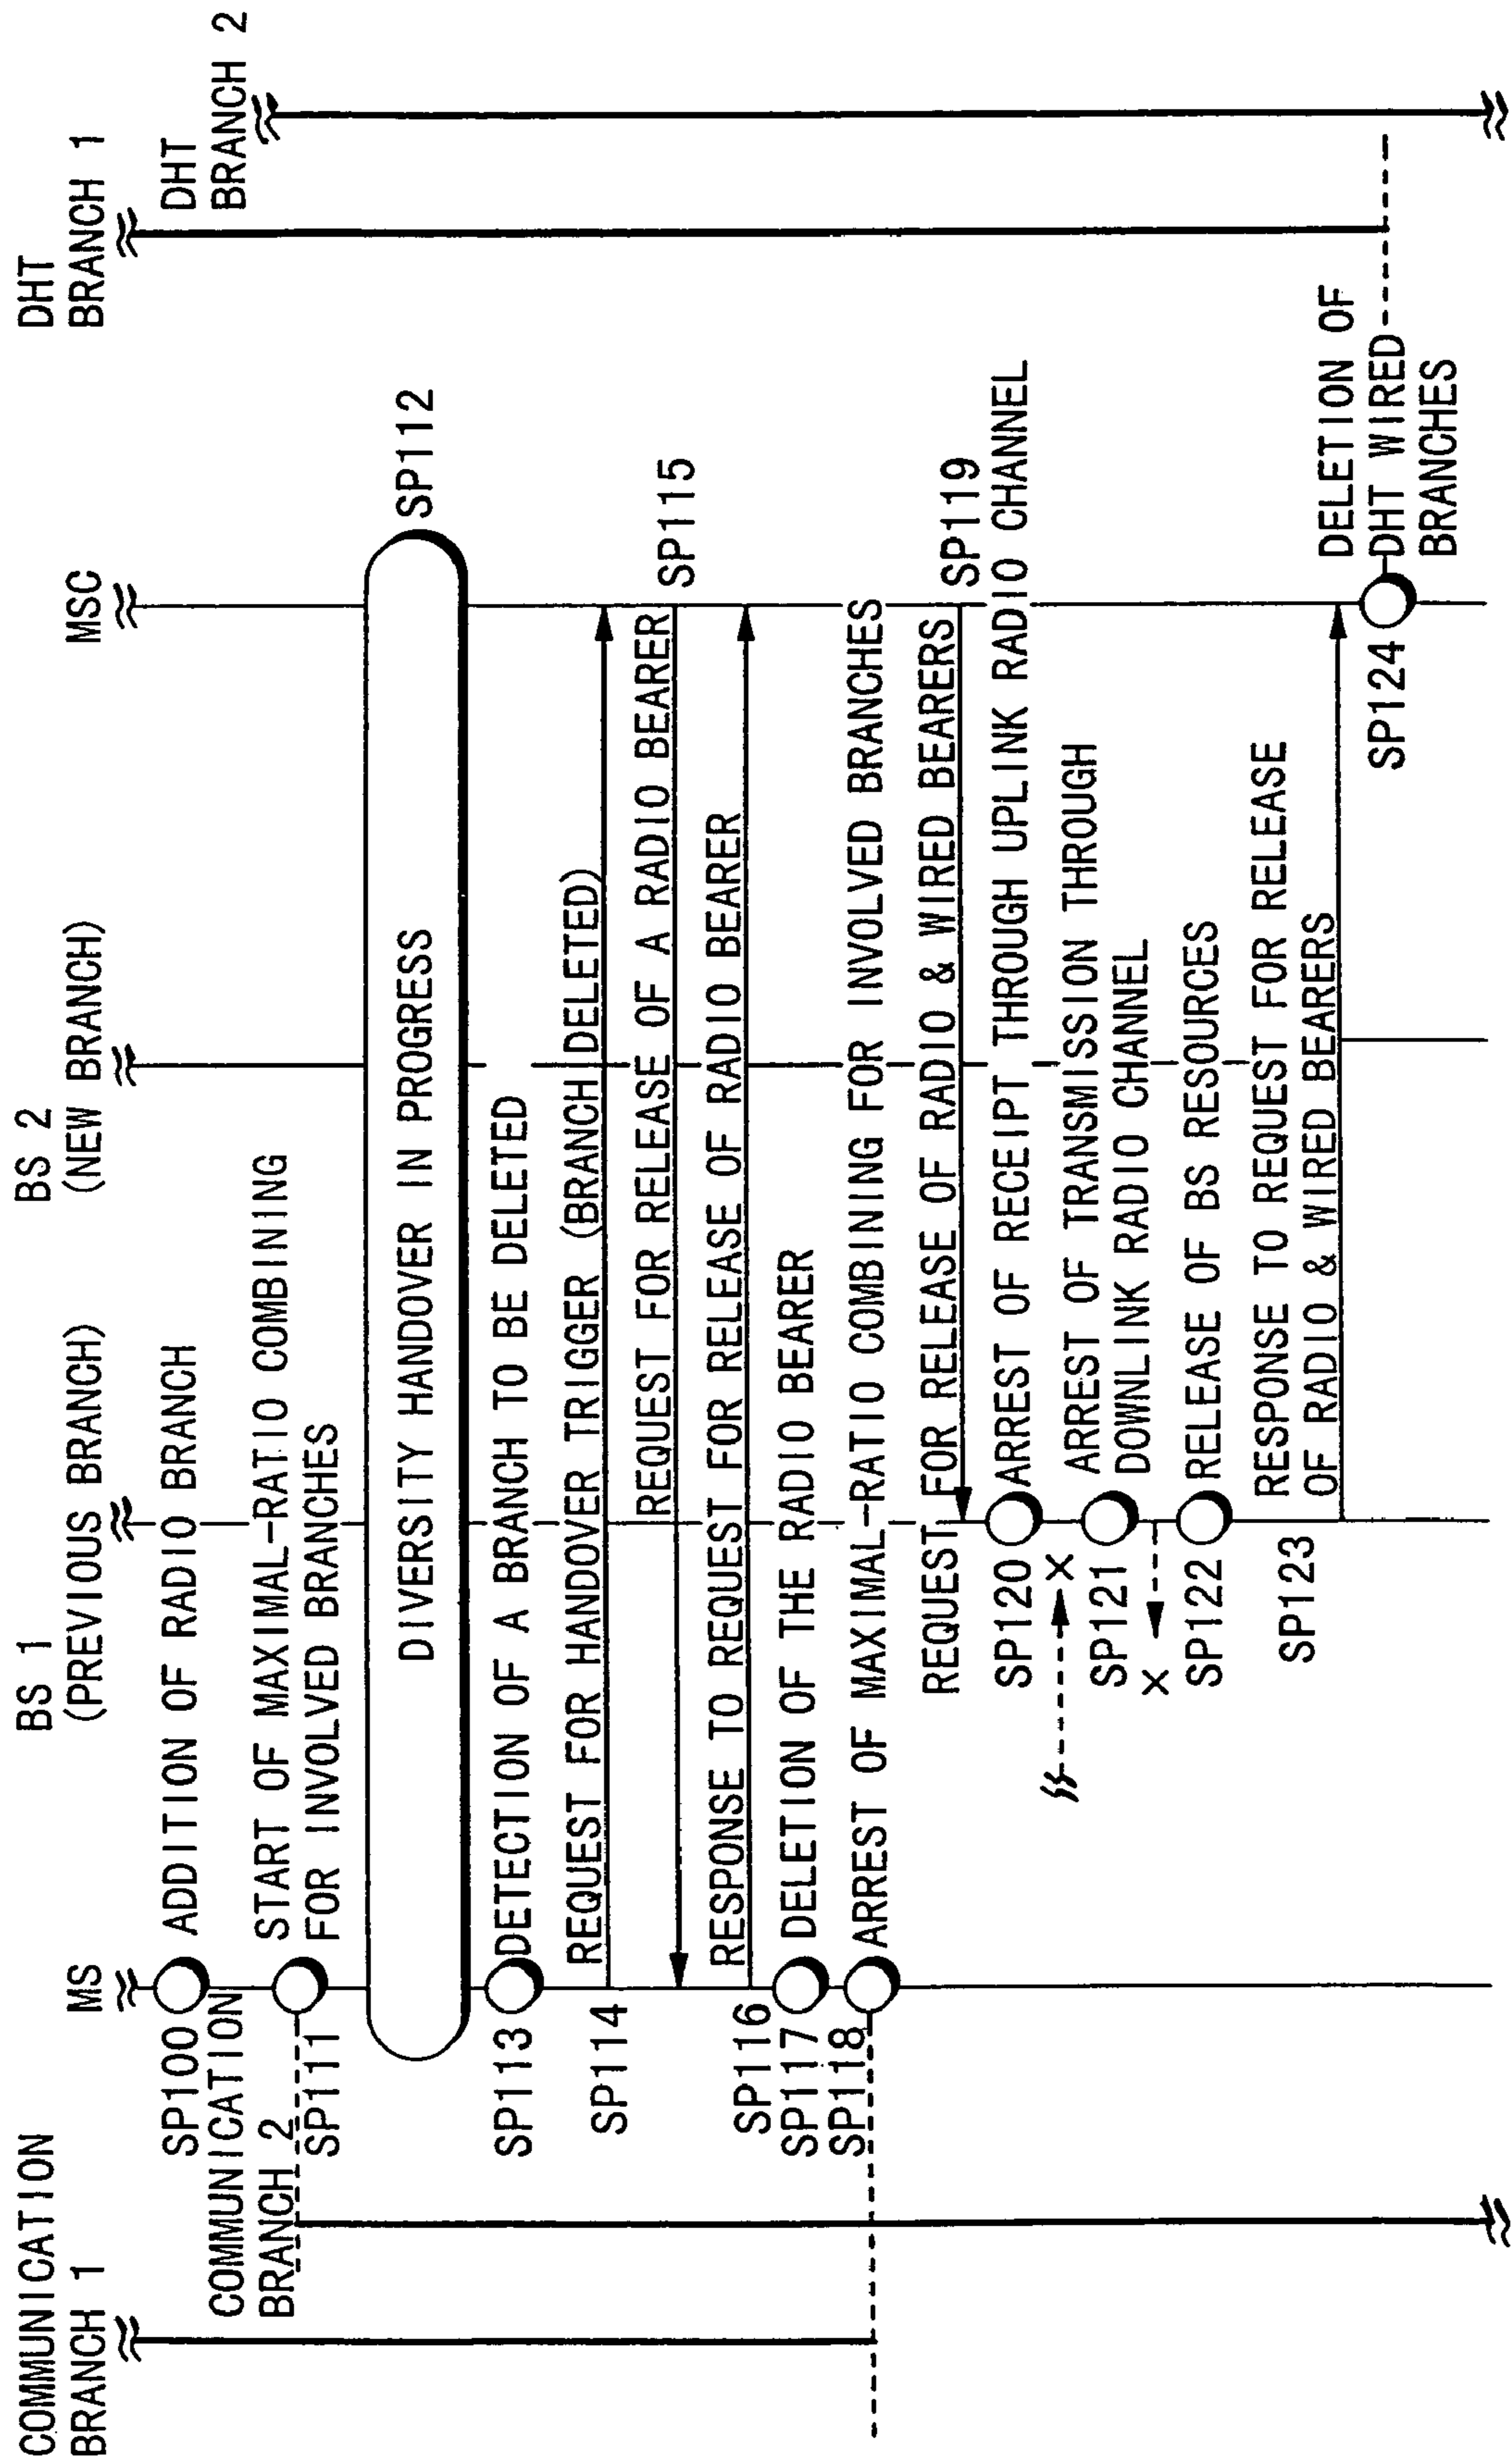 COMMUNICATION
BRANCH 1
MS
BS 1
(PREVIOUS BRANCH)
BS 2
(NEW BRANCH)
MSC
DHT
BRANCH 1
DHT
BRANCH 2
SP100
ADDITION OF RADIO BRANCH
COMMUNICATION
BRANCH 2
START OF MAXIMAL-RATIO COMBINING
FOR INVOLVED BRANCHES
SP111
DIVERSITY HANDOVER IN PROGRESS
SP112
SP113
DETECTION OF A BRANCH TO BE DELETED
REQUEST FOR HANDOVER TRIGGER (BRANCH DELETED)
SP114
REQUEST FOR RELEASE OF A RADIO BEARER
SP115
RESPONSE TO REQUEST FOR RELEASE OF RADIO BEARER
SP116
SP117
DELETION OF THE RADIO BEARER
SP118
ARREST OF MAXIMAL-RATIO COMBINING FOR INVOLVED BRANCHES
REQUEST FOR RELEASE OF RADIO & WIRED BEARERS
SP119
SP120
ARREST OF RECEIPT THROUGH UPLINK RADIO CHANNEL
X
SP121
ARREST OF TRANSMISSION THROUGH
DOWNLINK RADIO CHANNEL
X
SP122
RELEASE OF BS RESOURCES
RESPONSE TO REQUEST FOR RELEASE
OF RADIO & WIRED BEARERS
SP123
SP124
DELETION OF
DHT WIRED
BRANCHES